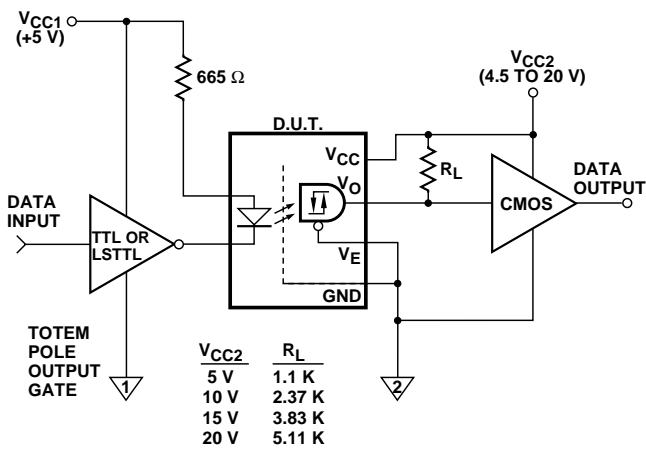 VCC1
(+5 V)
665 Ω
VCC2
(4.5 TO 20 V)
D.U.T.
VCC
RL
VO
DATA
INPUT
TTL OR
LSTTL
CMOS
DATA
OUTPUT
VE
GND
TOTEM
POLE
OUTPUT
GATE
1
2
VCC2 RL
5 V 1.1 K
10 V 2.37 K
15 V 3.83 K
20 V 5.11 K